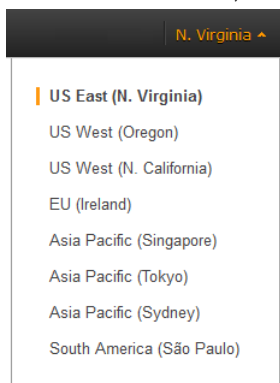 N. Virginia
US East (N. Virginia)
US West (Oregon)
US West (N. California)
EU (Ireland)
Asia Pacific (Singapore)
Asia Pacific (Tokyo)
Asia Pacific (Sydney)
South America (São Paulo)